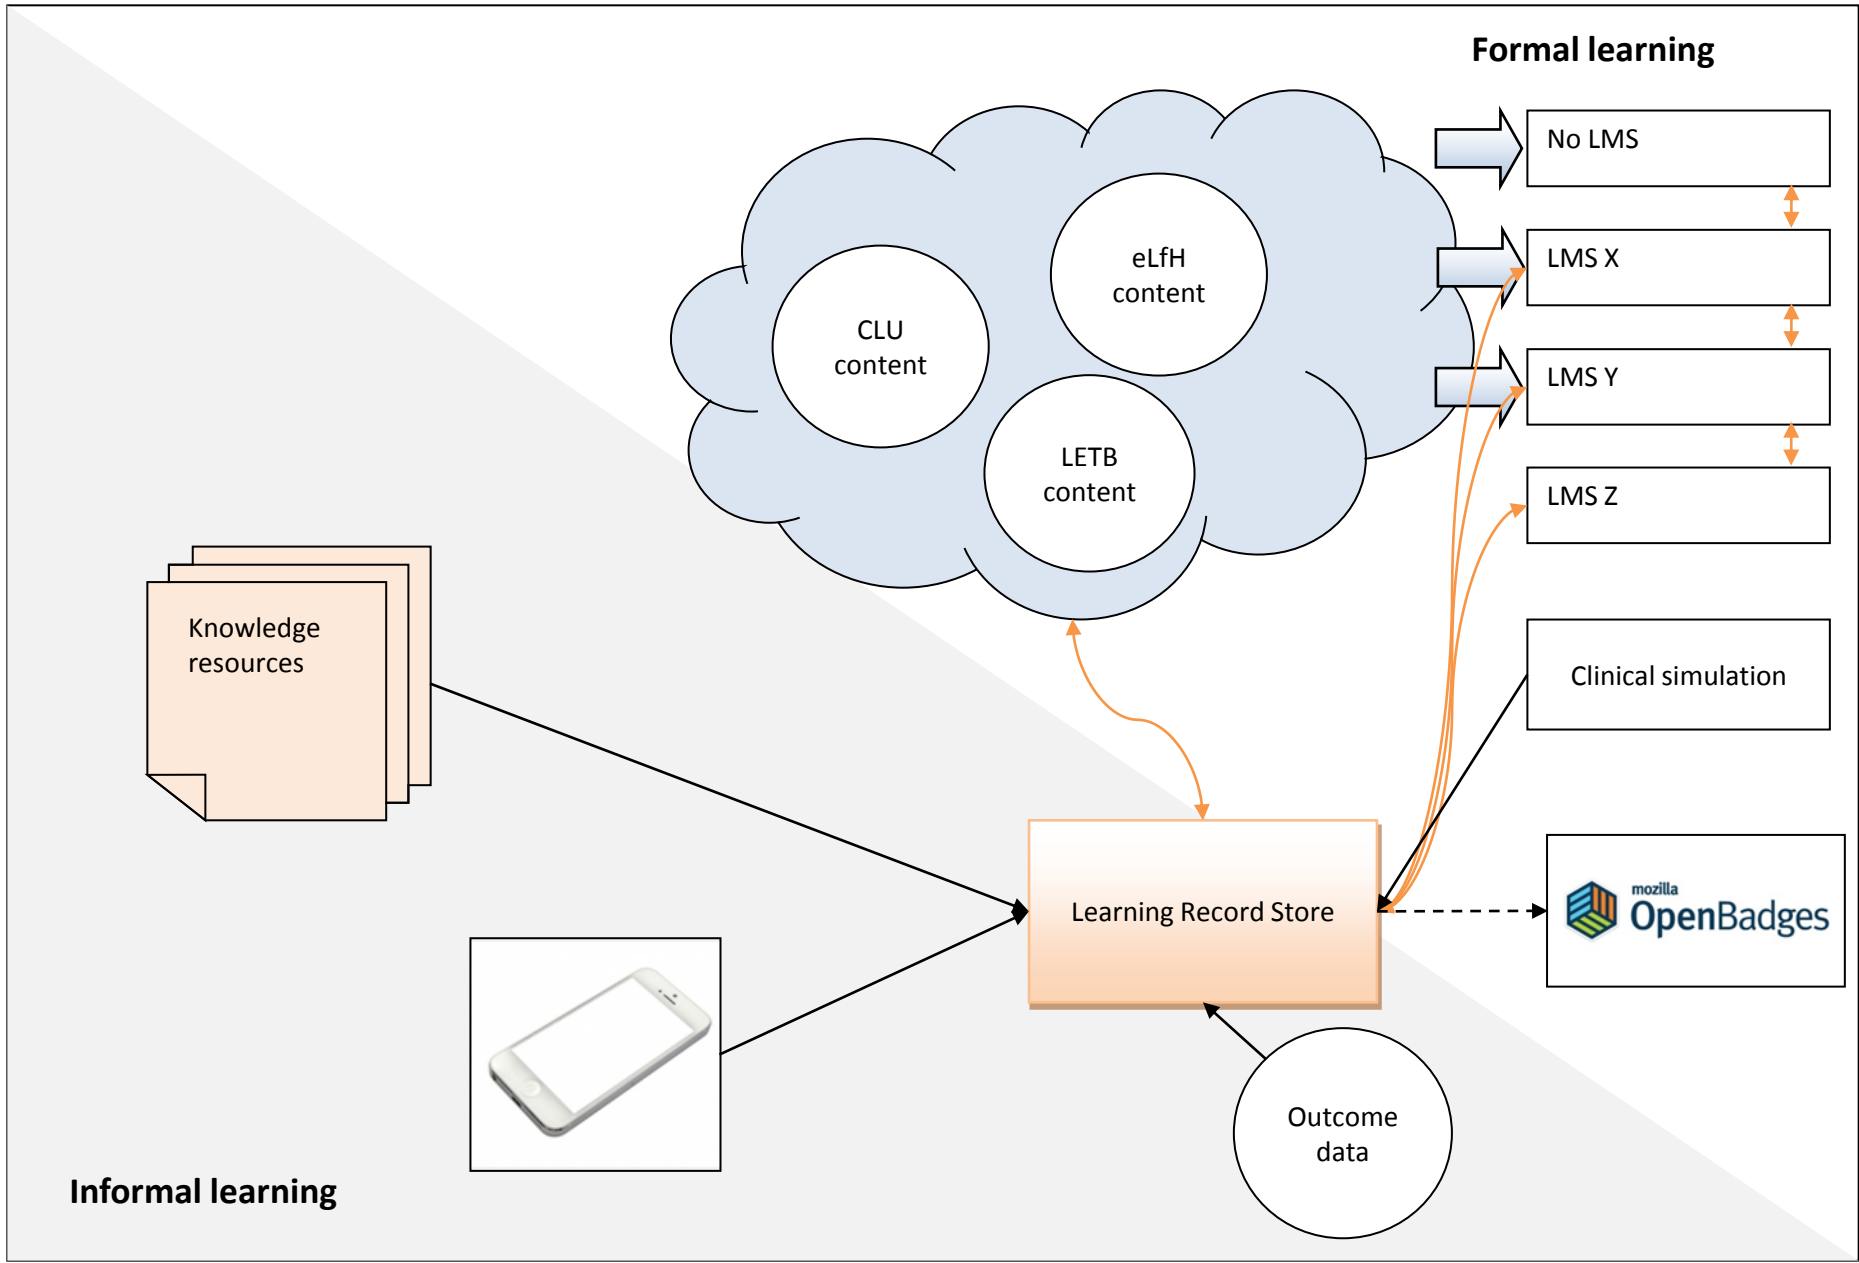 Formal learning
No LMS
eLfH
content
LMS X
CLU
content
LMS Y
LETB
content
LMS Z
Knowledge
resources
Clinical simulation
mozilla
OpenBadges
Learning Record Store
Outcome
data
Informal learning